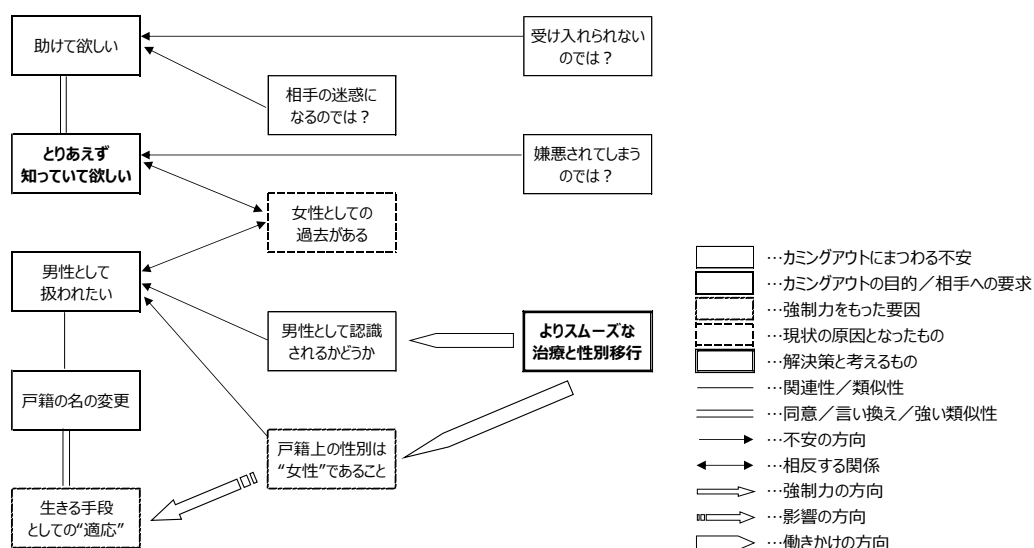 助けて欲しい
受け入れられない
のでは？
相手の迷惑に
なるのでは？
とりあえず
知っていて欲しい
嫌悪されてしまう
のでは？
女性としての
過去がある
男性として
扱われたい
男性として認識
されるかどうか
よりスムーズな
治療と性別移行
戸籍の名の変更
戸籍上の性別は
“女性”であること
生きる手段
としての“適応”
…カミングアウトにまつわる不安
…カミングアウトの目的／相手への要求
…強制力をもった要因
…現状の原因となったもの
…解決策と考えるもの
…関連性／類似性
…同意／言い換え／強い類似性
…不安の方向
…相反する関係
…強制力の方向
…影響の方向
…働きかけの方向